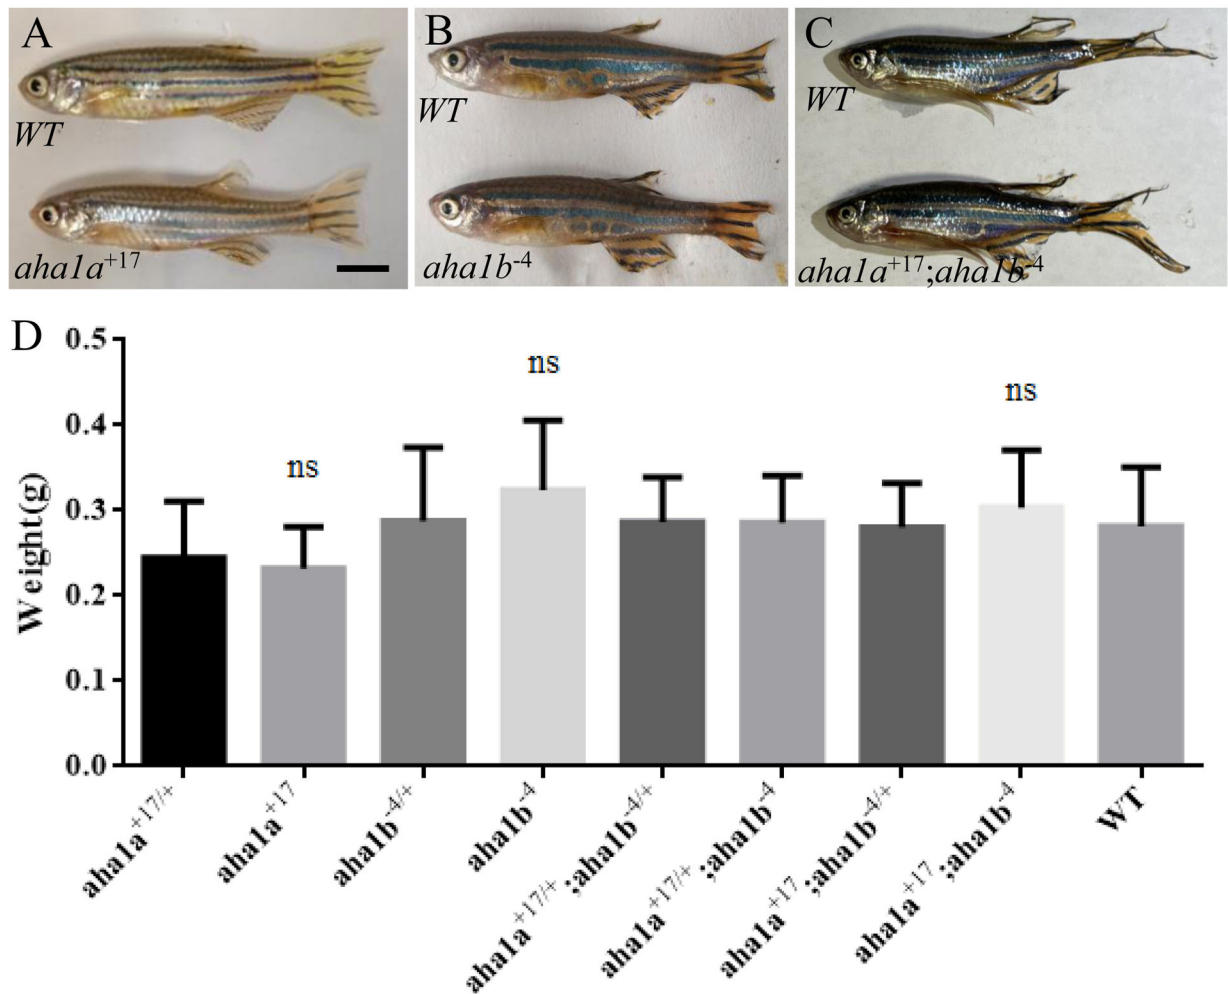 A
WT
aha1a+17
B
WT
aha1b-4
C
WT
aha1a+17;aha1b-4
D
Weight(g)
0.5
0.4
0.3
0.2
0.1
0.0
ns
ns
ns
aha1a+17/+
aha1a+17
aha1b-4/+
aha1b-4
aha1a+17/+;aha1b-4/+
aha1a+17/+;aha1b-4
aha1a+17;aha1b-4/+
aha1a+17;aha1b-4
WT